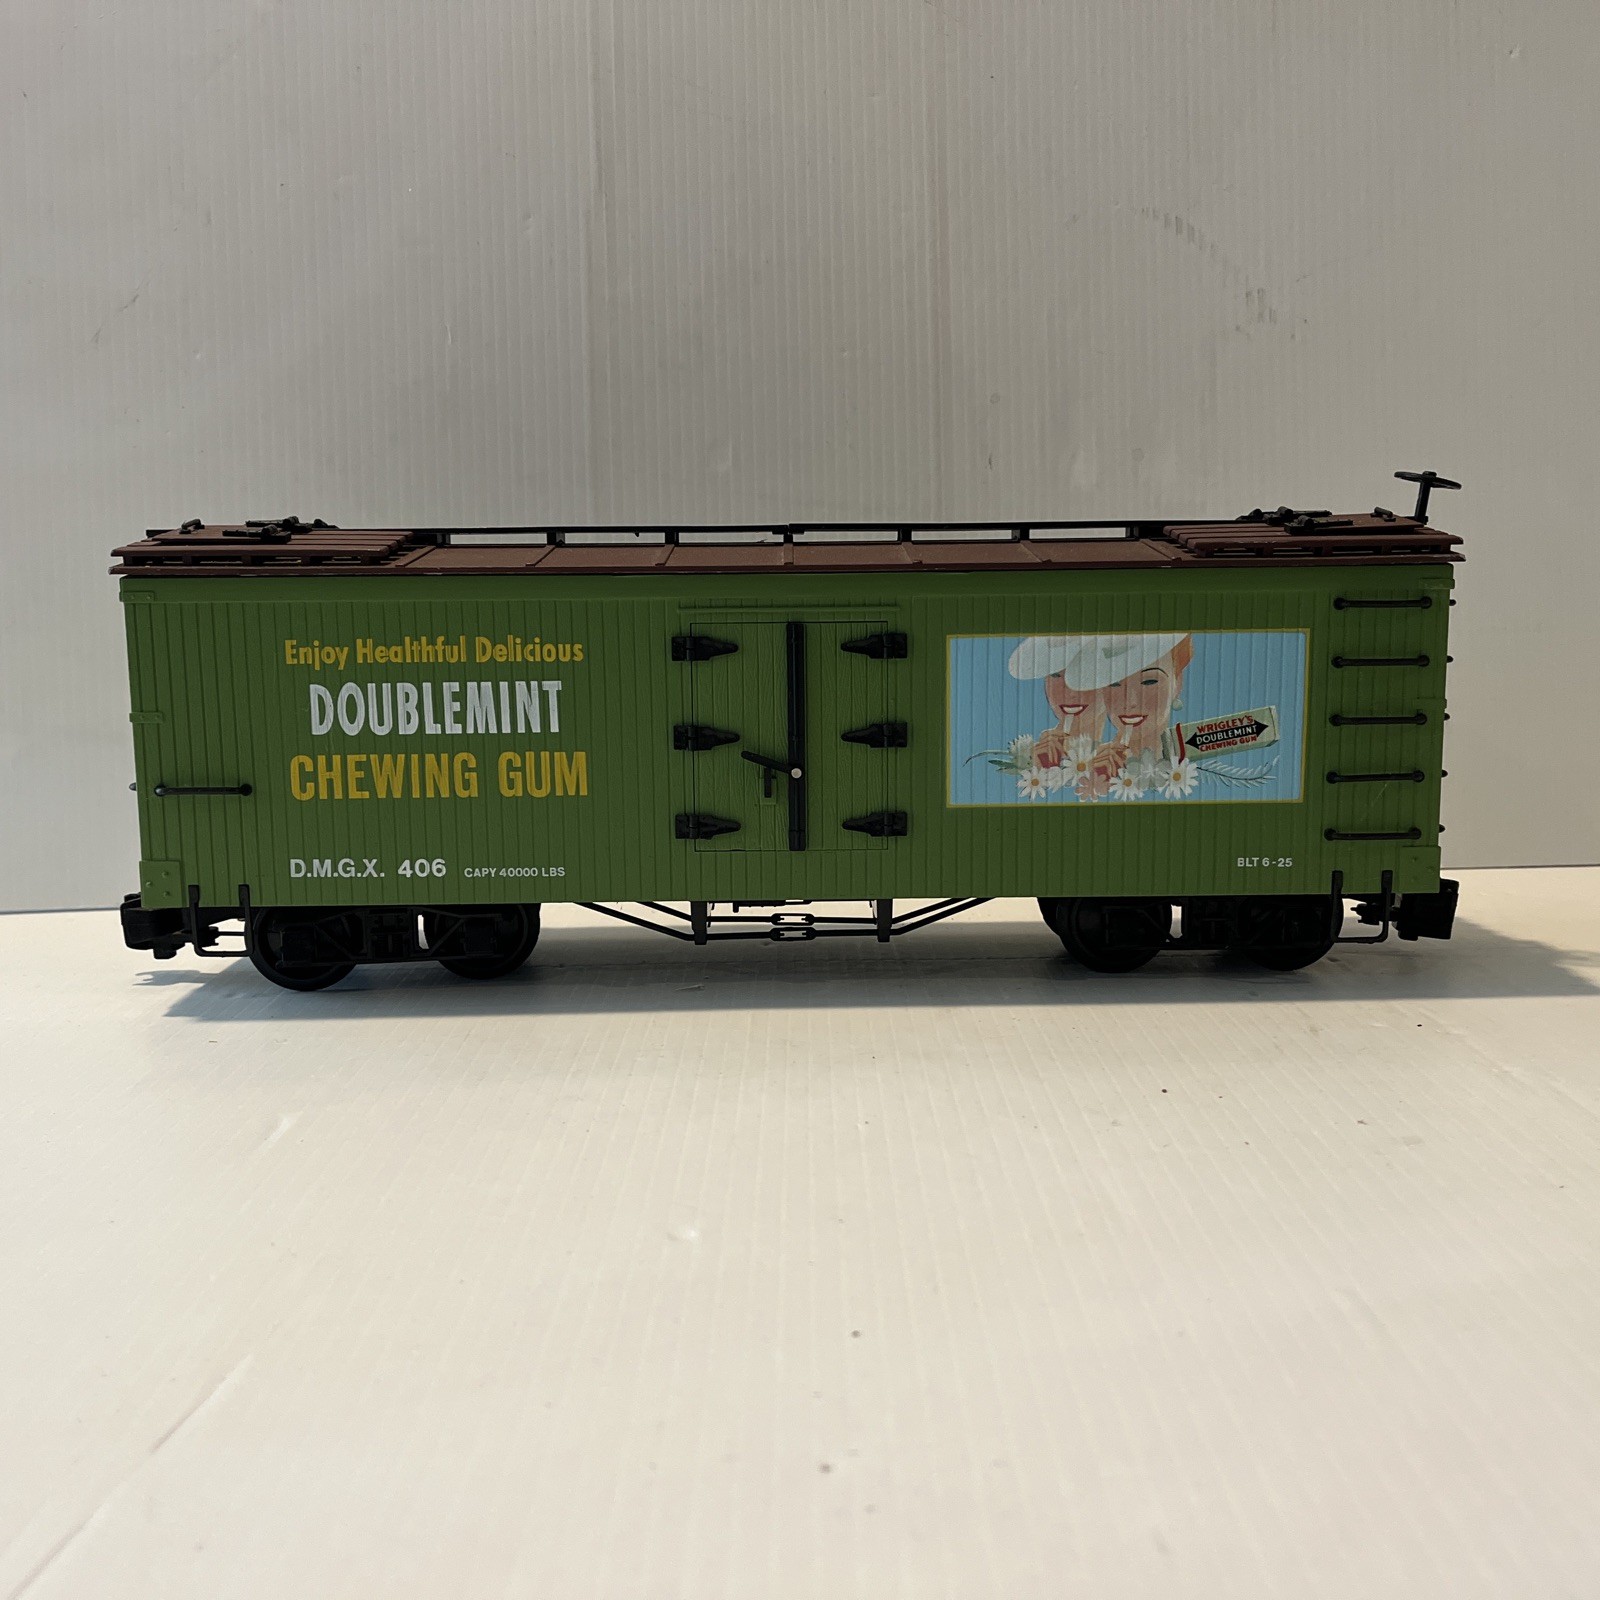 Enjoy Healthful Delicious
DOUBLEMINT
CHEWING GUM
D.M.G.X. 406 CAPY 40000 LBS
WRIGLEY'S
DOUBLEMINT
CHEWING GUM
BLT 6-25